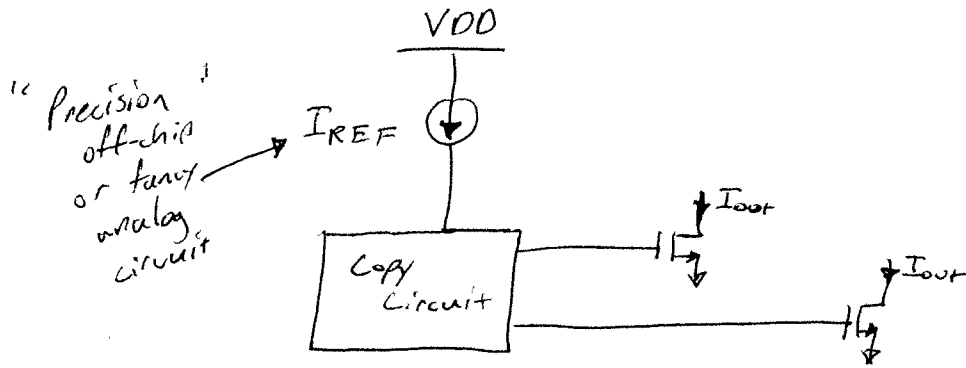 VDD
"Precision"
off-chip
or fancy
analog
circuit
IREF
Copy
Circuit
Iout
Iout